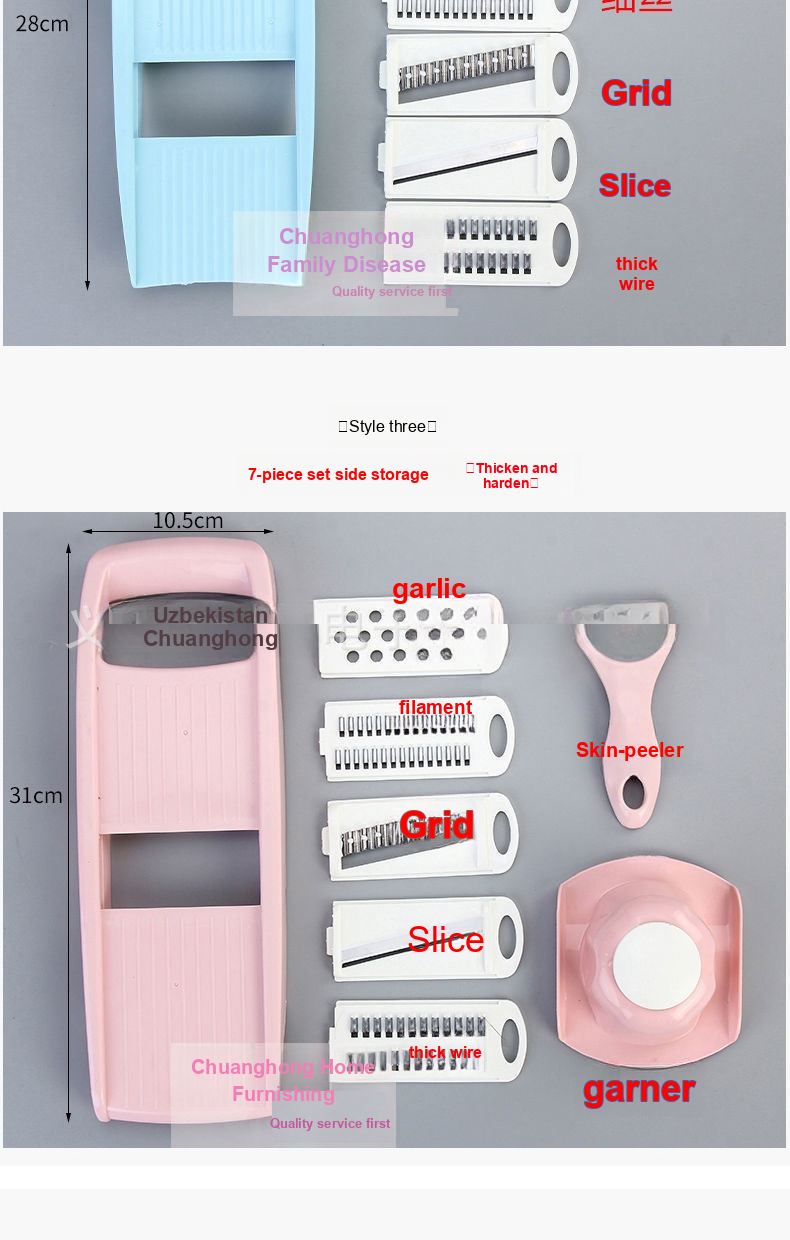 28cm
细丝
Grid
Slice
Chuanghong
Family Disease
Quality service first
thick
wire
Style three
7-piece set side storage
Thicken and
harden
10.5cm
garlic
Uzbekistan
Chuanghong
filament
Skin-peeler
31cm
Grid
Slice
thick wire
Chuanghong Home
Furnishing
Quality service first
garner